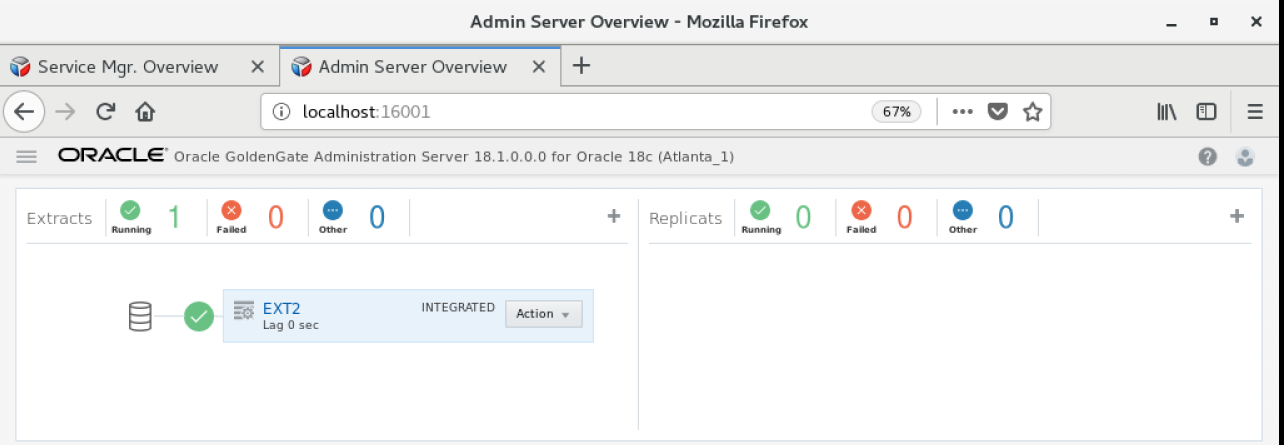 Admin Server Overview - Mozilla Firefox
Service Mgr. Overview
Admin Server Overview
localhost:16001
67%
ORACLE Oracle GoldenGate Administration Server 18.1.0.0.0 for Oracle 18c (Atlanta_1)
Extracts
Running
1
Failed
0
Other
0
Replicats
Running
0
Failed
0
Other
0
EXT2
Lag 0 sec
INTEGRATED
Action